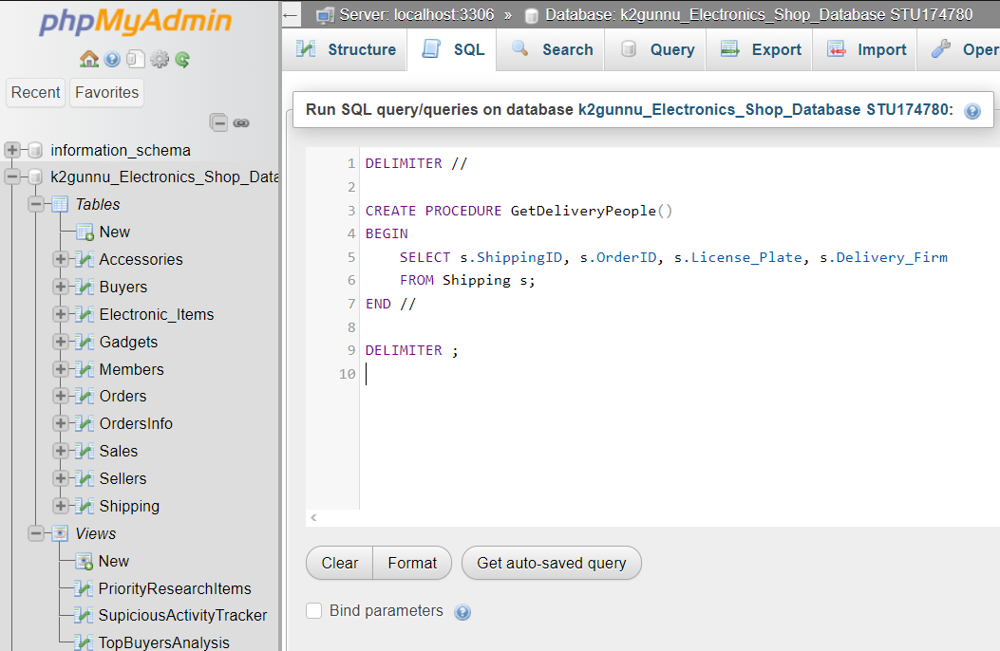 phpMyAdmin
Recent
Favorites
information_schema
k2gunnu_Electronics_Shop_Data
Tables
New
Accessories
Buyers
Electronic_Items
Gadgets
Members
Orders
OrdersInfo
Sales
Sellers
Shipping
Views
New
PriorityResearchItems
SupiciousActivityTracker
TopBuyersAnalysis
← Server: localhost:3306 » Database: k2gunnu_Electronics_Shop_Database STU174780
Structure SQL Search Query Export Import Oper
Run SQL query/queries on database k2gunnu_Electronics_Shop_Database STU174780:
1 DELIMITER //
2
3 CREATE PROCEDURE GetDeliveryPeople()
4 BEGIN
5 SELECT s.ShippingID, s.OrderID, s.License_Plate, s.Delivery_Firm
6 FROM Shipping s;
7 END //
8
9 DELIMITER ;
10
Clear Format Get auto-saved query
Bind parameters